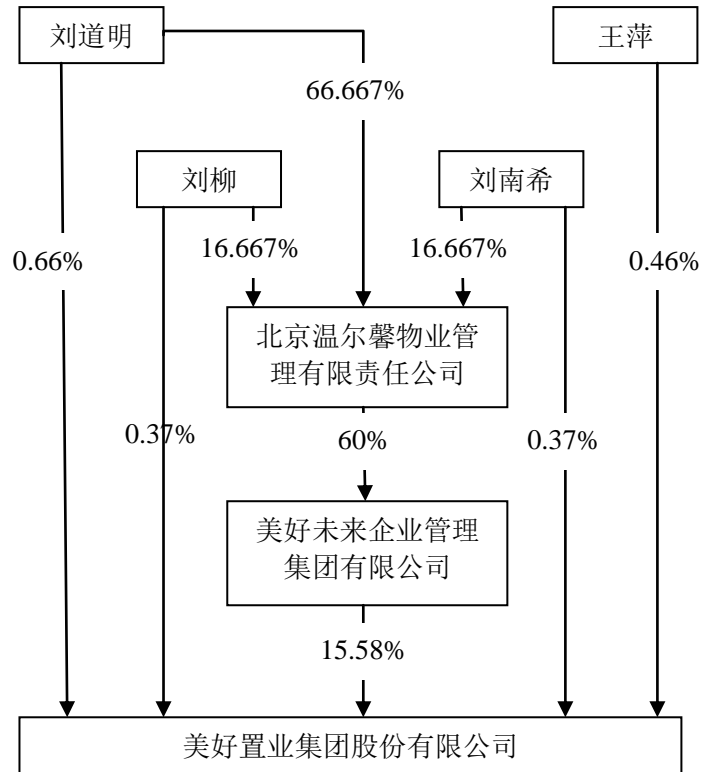 刘道明
王萍
66.667%
刘柳
刘南希
0.66%
16.667%
16.667%
0.46%
北京温尔馨物业管
理有限责任公司
0.37%
60%
0.37%
美好未来企业管理
集团有限公司
15.58%
美好置业集团股份有限公司